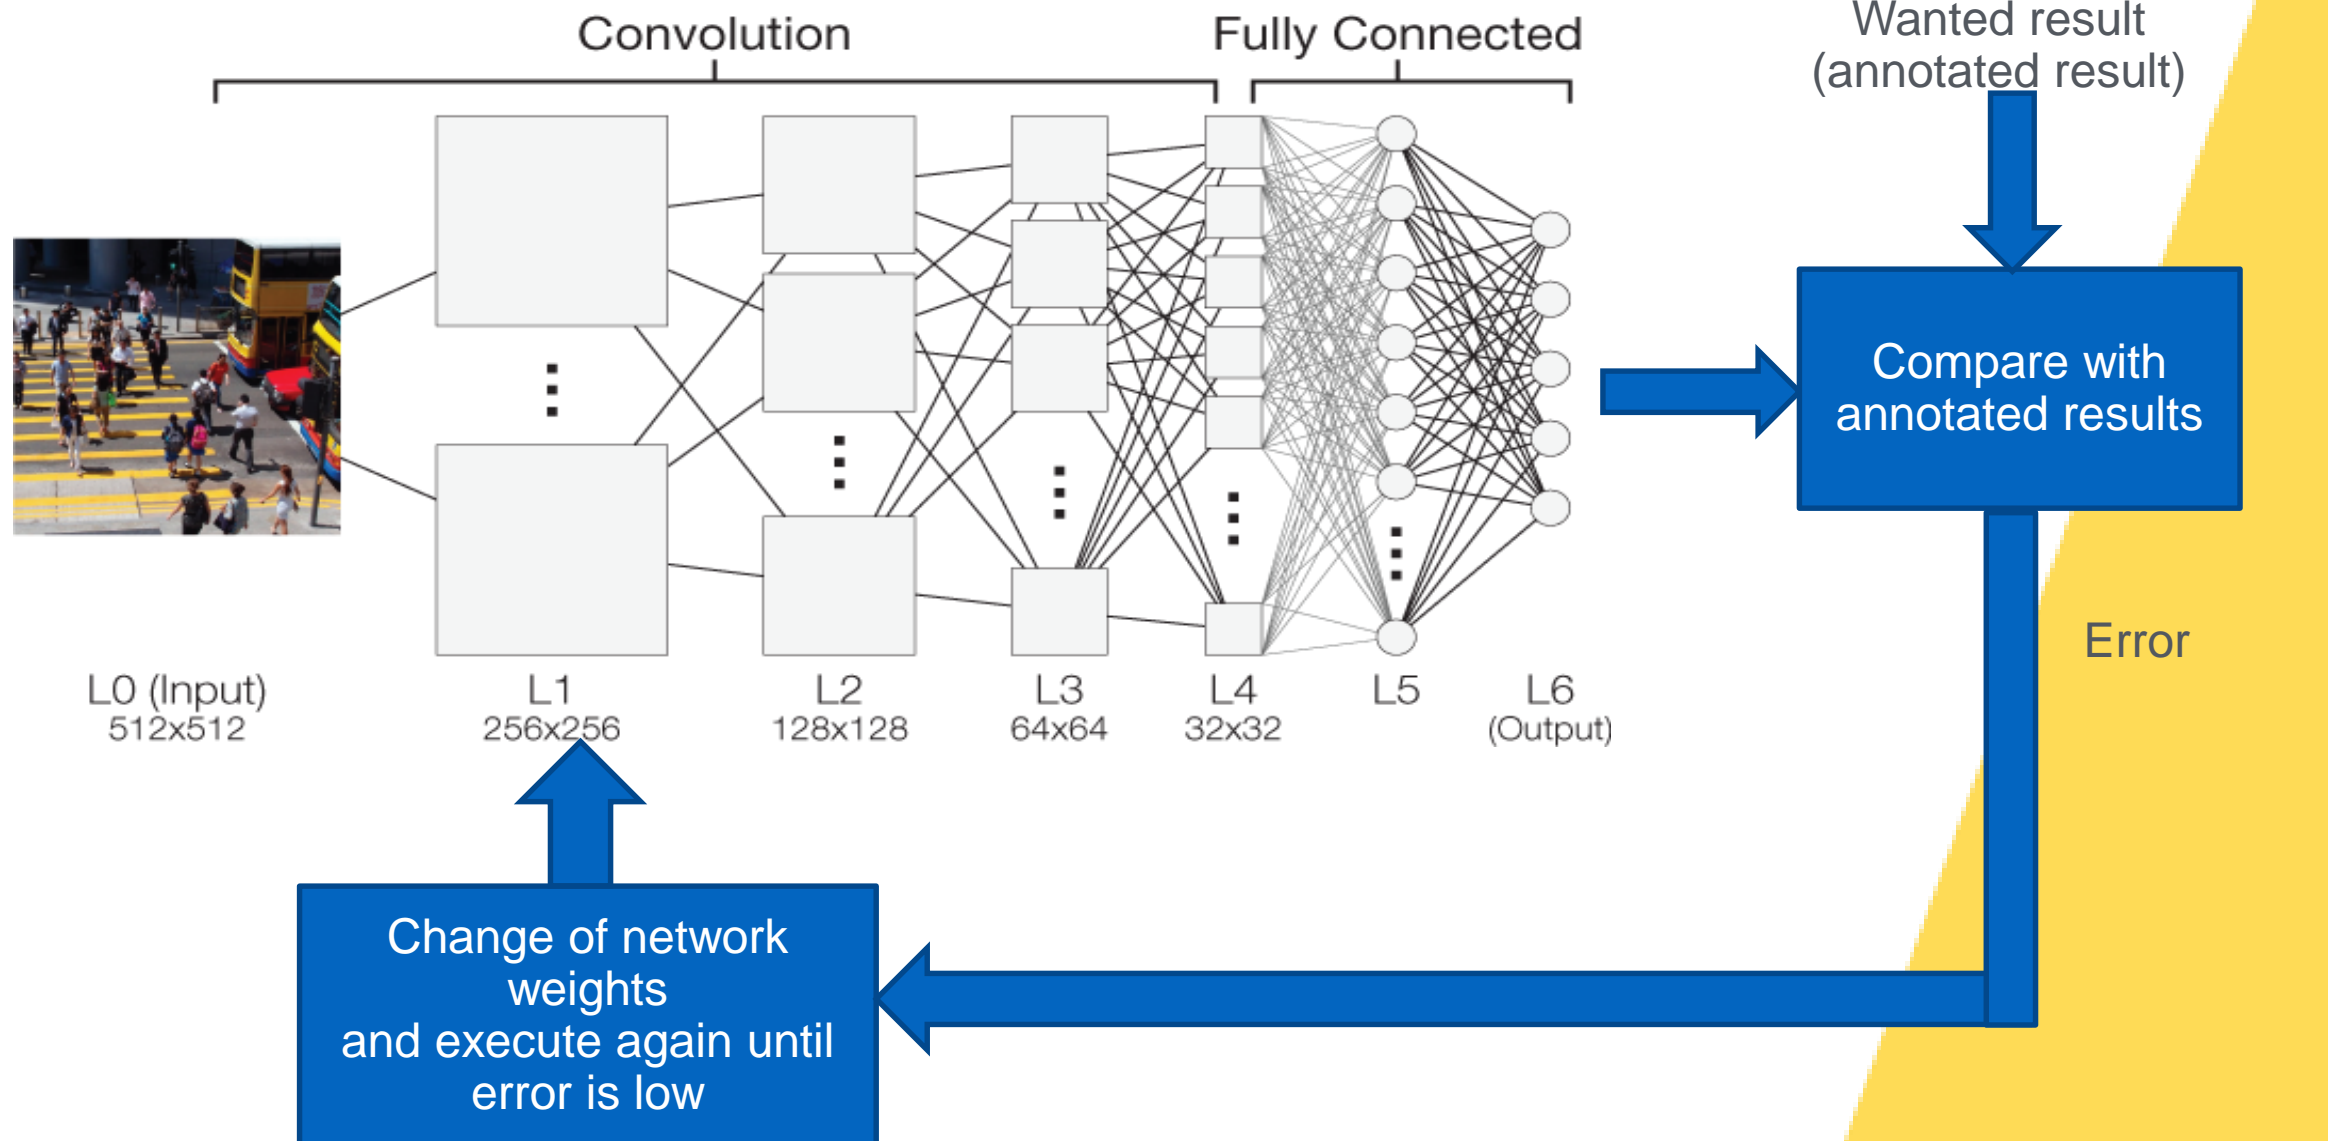 Convolution
Fully Connected
Wanted result
(annotated result)
Compare with
annotated results
Error
L0 (Input)
512x512
L1
256x256
L2
128x128
L3
64x64
L4
32x32
L5
L6
(Output)
Change of network
weights
and execute again until
error is low